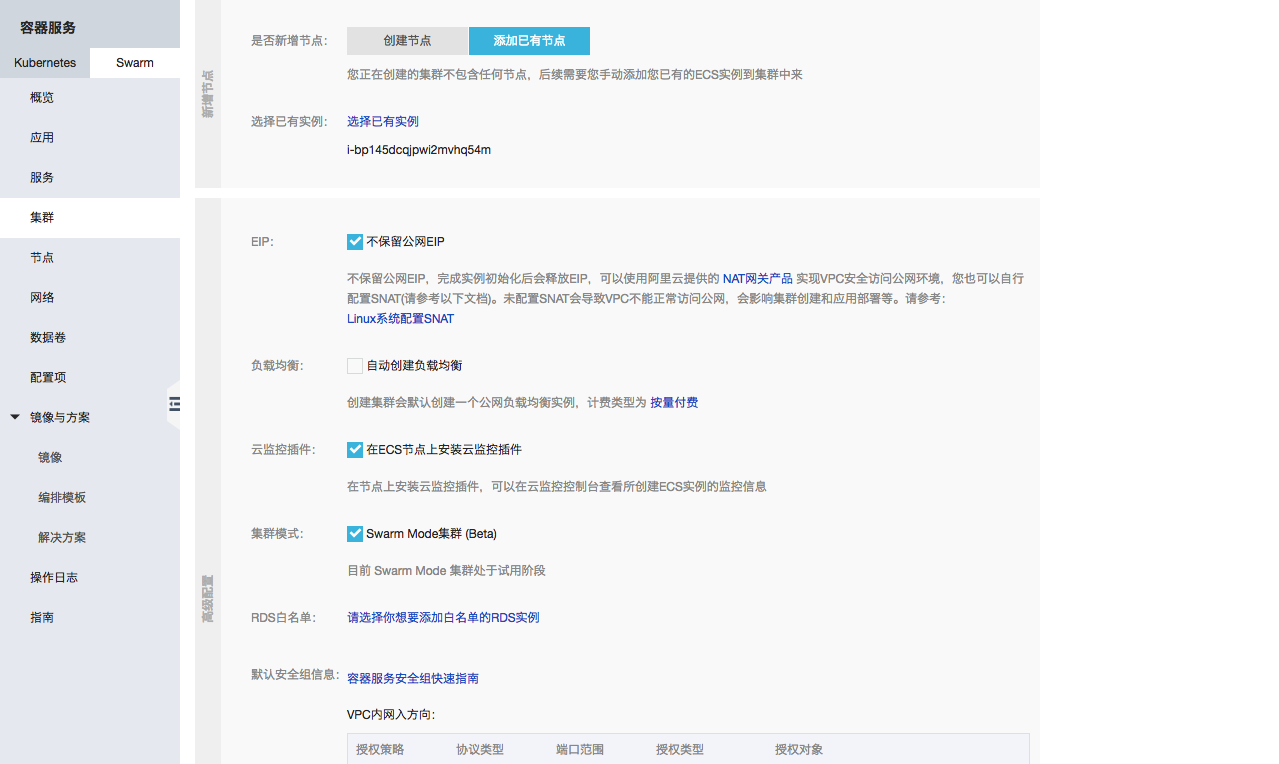 容器服务
Kubernetes
Swarm
概览
应用
服务
集群
节点
网络
数据卷
配置项
镜像与方案
镜像
编排模板
解决方案
操作日志
指南
新增节点
是否新增节点:
创建节点
添加已有节点
您正在创建的集群不包含任何节点，后续需要您手动添加您已有的ECS实例到集群中来
选择已有实例:
选择已有实例
i-bp145dcqjpwi2mvhq54m
高级配置
EIP:
不保留公网EIP
不保留公网EIP，完成实例初始化后会释放EIP，可以使用阿里云提供的 NAT网关产品 实现VPC安全访问公网环境，您也可以自行
配置SNAT(请参考以下文档)。未配置SNAT会导致VPC不能正常访问公网，会影响集群创建和应用部署等。请参考:
Linux系统配置SNAT
负载均衡:
自动创建负载均衡
创建集群会默认创建一个公网负载均衡实例，计费类型为 按量付费
云监控插件:
在ECS节点上安装云监控插件
在节点上安装云监控插件，可以在云监控控制台查看所创建ECS实例的监控信息
集群模式:
Swarm Mode集群 (Beta)
目前 Swarm Mode 集群处于试用阶段
RDS白名单:
请选择你想要添加白名单的RDS实例
默认安全组信息:
容器服务安全组快速指南
VPC内网入方向:
授权策略 协议类型 端口范围 授权类型 授权对象